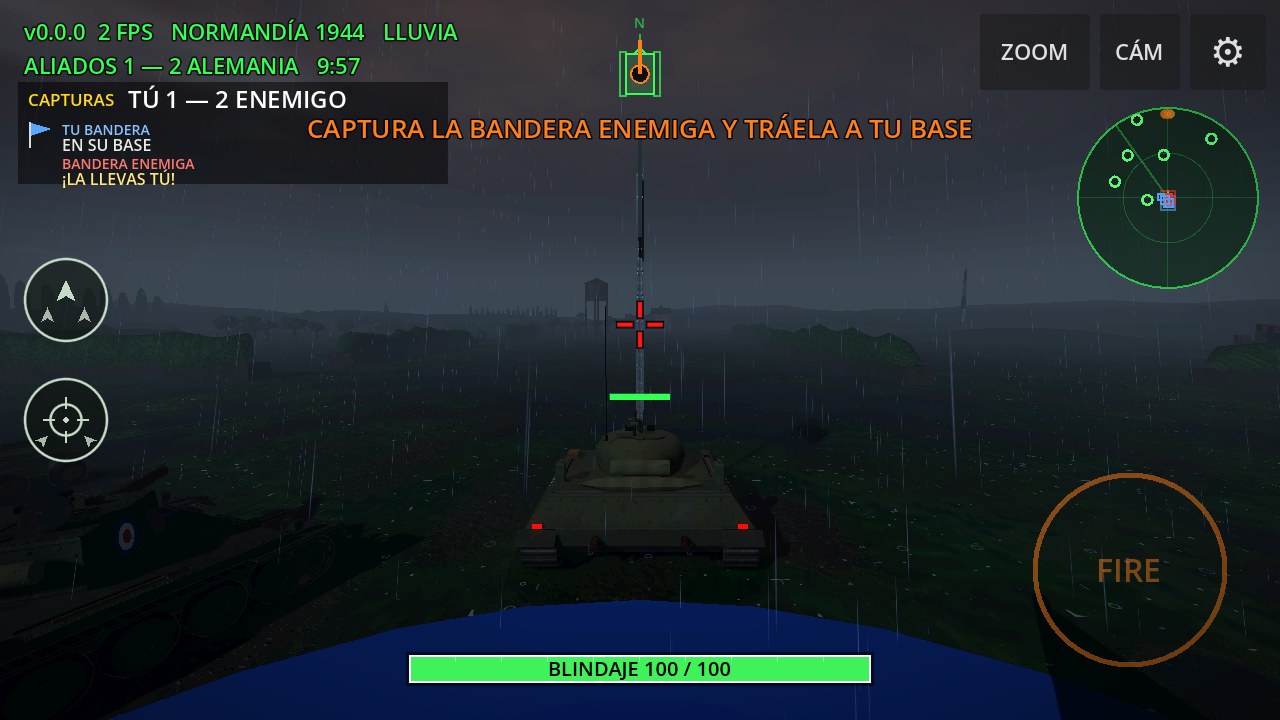 v0.0.0 2 FPS NORMANDÍA 1944 LLUVIA
ALIADOS 1 — 2 ALEMANIA 9:57
CAPTURAS TÚ 1 — 2 ENEMIGO
TU BANDERA
EN SU BASE
BANDERA ENEMIGA
¡LA LLEVAS TÚ!
N
CAPTURA LA BANDERA ENEMIGA Y TRÁELA A TU BASE
ZOOM
CÁM
FIRE
BLINDAJE 100 / 100